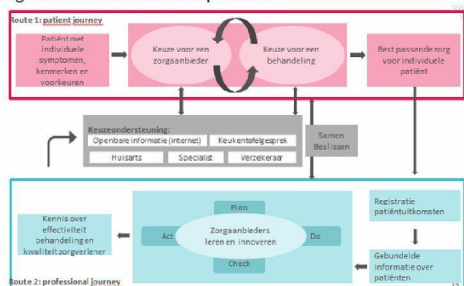 Route 1: patient journey
Patiënt met
individuele
symptomen,
kenmerken en
voorkeuren
Keuze voor een
zorgaanbieder
Keuze voor een
behandeling
Best passende zorg
voor individuele
patiënt
Keuzeondersteuning:
Openbare informatie (internet)
Keukentafelgesprek
Huisarts
Specialist
Verzekeraar
Samen
Beslissen
Kennis over
effectiviteit
behandeling en
kwaliteit zorgverlener
Plan
Act
Zorgaanbieders
leren en innoveren
Do
Check
Registratie
patiëntuitkomsten
Gebundelde
informatie over
patiënten
Route 2: professional journey